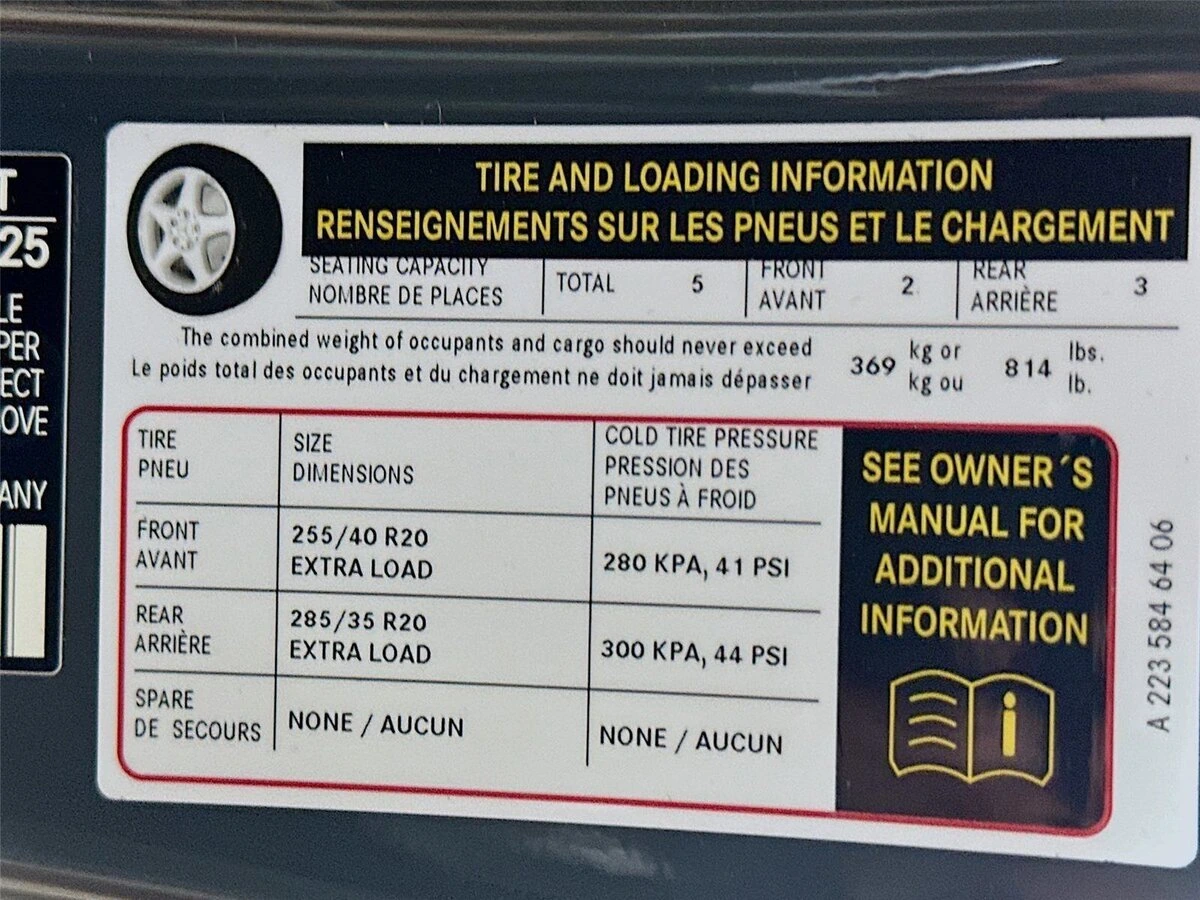 T
25
LE
PER
ECT
OVE
ANY
TIRE AND LOADING INFORMATION
RENSEIGNEMENTS SUR LES PNEUS ET LE CHARGEMENT
SEATING CAPACITY
NOMBRE DE PLACES
TOTAL 5
FRONT
AVANT
2
REAR
ARRIÈRE
3
The combined weight of occupants and cargo should never exceed
Le poids total des occupants et du chargement ne doit jamais dépasser
369
kg or
kg ou
814
lbs.
lb.
TIRE
PNEU
SIZE
DIMENSIONS
COLD TIRE PRESSURE
PRESSION DES
PNEUS À FROID
FRONT
AVANT
255/40 R20
EXTRA LOAD
280 KPA, 41 PSI
REAR
ARRIÈRE
285/35 R20
EXTRA LOAD
300 KPA, 44 PSI
SPARE
DE SECOURS
NONE / AUCUN
NONE / AUCUN
SEE OWNER´S
MANUAL FOR
ADDITIONAL
INFORMATION
i
A 223 584 64 06